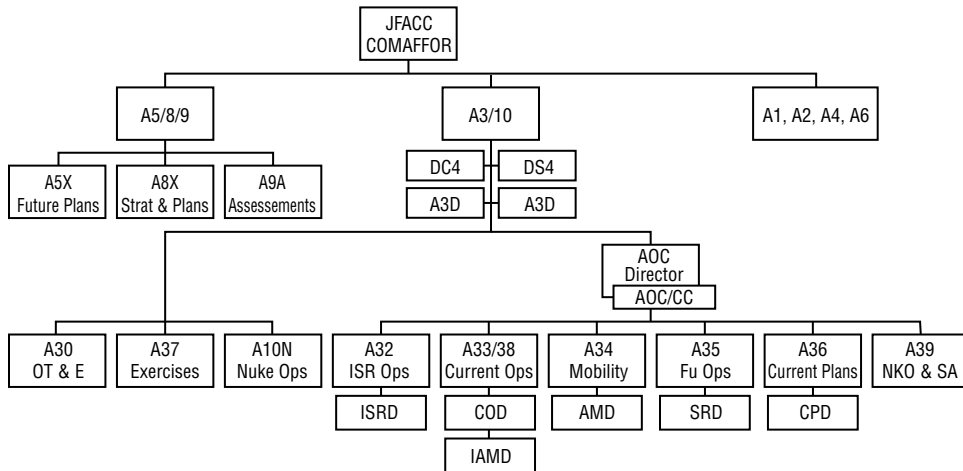 JFACC
COMAFFOR
A5/8/9
A3/10
A1, A2, A4, A6
DC4
DS4
A5X
Future Plans
A8X
Strat & Plans
A9A
Assessements
A3D
A3D
AOC
Director
AOC/CC
A30
OT & E
A37
Exercises
A10N
Nuke Ops
A32
ISR Ops
A33/38
Current Ops
A34
Mobility
A35
Fu Ops
A36
Current Plans
A39
NKO & SA
ISRD
COD
AMD
SRD
CPD
IAMD